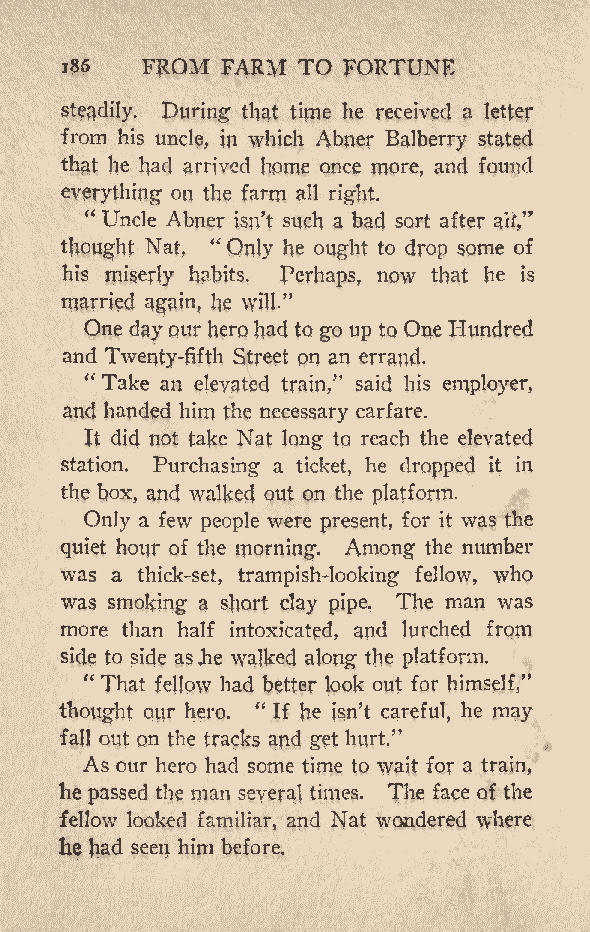 186 FROM FARM TO FORTUNE
steadily. During that time he received a letter
from his uncle, in which Abner Balberry stated
that he had arrived home once more, and found
everything on the farm all right.
“ Uncle Abner isn’t such a bad sort after all,”
thought Nat. “ Only he ought to drop some of
his miserly habits. Perhaps, now that he is
married again, he will.”
One day our hero had to go up to One Hundred
and Twenty-fifth Street on an errand.
“ Take an elevated train,” said his employer,
and handed him the necessary carfare.
It did not take Nat long to reach the elevated
station. Purchasing a ticket, he dropped it in
the box, and walked out on the platform.
Only a few people were present, for it was the
quiet hour of the morning. Among the number
was a thick-set, trampish-looking fellow, who
was smoking a short clay pipe. The man was
more than half intoxicated, and lurched from
side to side as he walked along the platform.
“ That fellow had better look out for himself,”
thought our hero. “ If he isn’t careful, he may
fall out on the tracks and get hurt.”
As our hero had some time to wait for a train,
he passed the man several times. The face of the
fellow looked familiar, and Nat wondered where
he had seen him before.